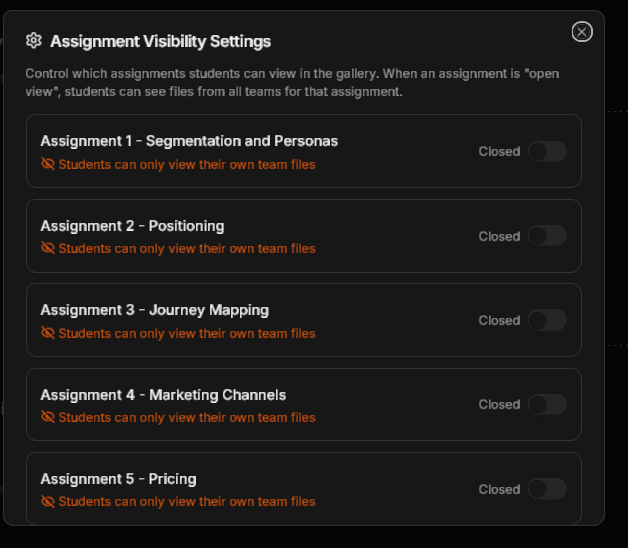 Assignment Visibility Settings
Control which assignments students can view in the gallery. When an assignment is "open
view", students can see files from all teams for that assignment.
Assignment 1 - Segmentation and Personas
Students can only view their own team files
Closed
Assignment 2 - Positioning
Students can only view their own team files
Closed
Assignment 3 - Journey Mapping
Students can only view their own team files
Closed
Assignment 4 - Marketing Channels
Students can only view their own team files
Closed
Assignment 5 - Pricing
Students can only view their own team files
Closed